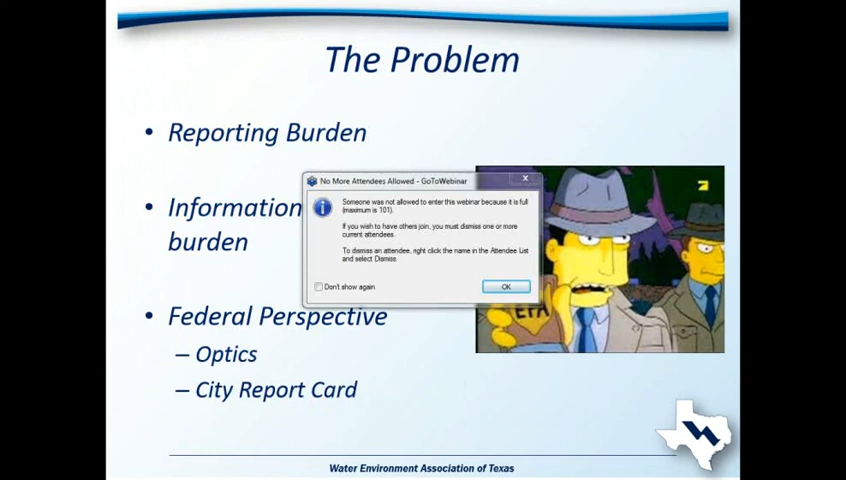 The Problem
• Reporting Burden
• Information
burden
• Federal Perspective
– Optics
– City Report Card
No More Attendees Allowed - GoToWebinar
Someone was not allowed to enter this webinar because it is full
(maximum is 101).
If you wish to have others join, you must dismiss one or more
current attendees.
To dismiss an attendee, right click the name in the Attendee List
and select Dismiss.
Don't show again
OK
EPA
Water Environment Association of Texas